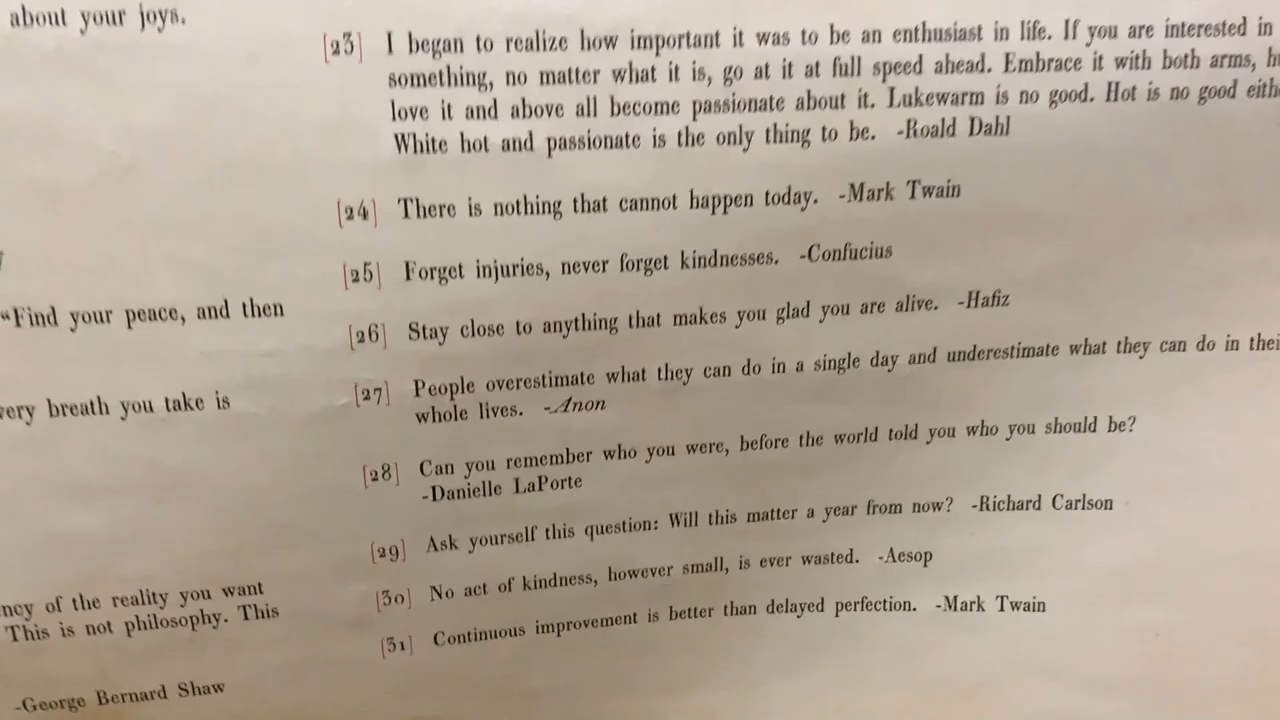 about your joys.
"Find your peace, and then
breath you take is
of the reality you want
This is not philosophy. This
-George Bernard Shaw
[23] I began to realize how important it was to be an enthusiast in life. If you are interested in
something, no matter what it is, go at it at full speed ahead. Embrace it with both arms,
love it and above all become passionate about it. Lukewarm is no good. Hot is no good
White hot and passionate is the only thing to be. -Roald Dahl
[24] There is nothing that cannot happen today. -Mark Twain
[25] Forget injuries, never forget kindnesses. -Confucius
[26] Stay close to anything that makes you glad you are alive. -Hafiz
[27] People overestimate what they can do in a single day and underestimate what they can do in
whole lives. -Anon
[28] Can you remember who you were, before the world told you who you should be?
-Danielle LaPorte
[29] Ask yourself this question: Will this matter a year from now? -Richard Carlson
[30] No act of kindness, however small, is ever wasted. -Aesop
[31] Continuous improvement is better than delayed perfection. -Mark Twain